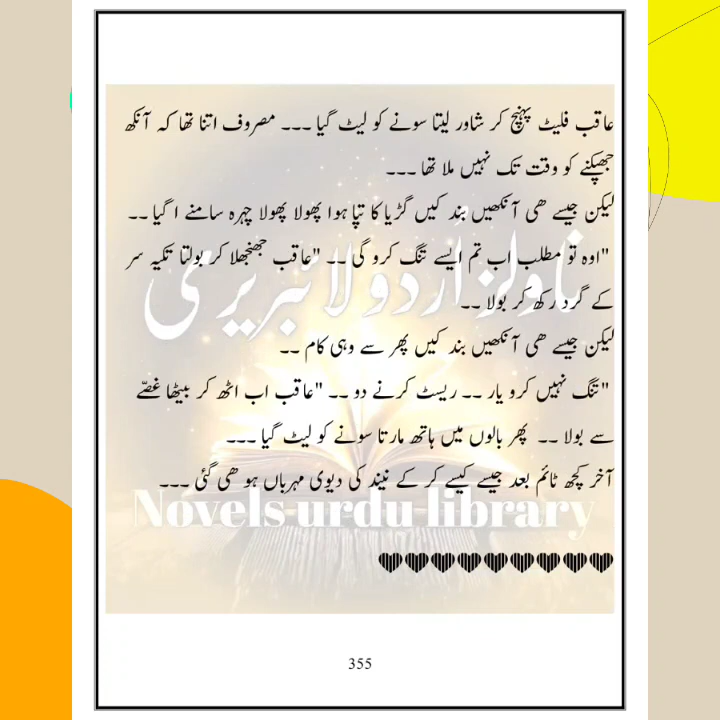 عاقب فلیٹ پہنچ کر شاور لیتا سونے کو لیٹ گیا ۔۔۔ مصروف اتنا تھا کہ آنکھ
جھپکنے کو وقت تک نہیں ملا تھا ۔۔۔
لیکن جیسے ھی آنکھیں بند کیں گڑیا کا تپا ہوا پھولا پھولا چہرہ سامنے ا گیا ۔۔
"اوہ تو مطلب اب تم ایسے تنگ کرو گی ۔۔ "عاقب جھنجھلا کر بولتا تکیہ سر
کے گرد رکھ کر بولا ۔۔
لیکن جیسے ھی آنکھیں بند کیں پھر سے وہی کام ۔۔
"تنگ نہیں کرو یار ۔۔ ریسٹ کرنے دو ۔۔ "عاقب اب اٹھ کر بیٹھا غصّے
سے بولا ۔۔ پھر بالوں میں ہاتھ مارتا سونے کو لیٹ گیا ۔۔۔
آخر کچھ ٹائم بعد جیسے کیسے کر کے نیند کی دیوی مہرباں ہو ھی گئی ۔۔۔
ناولز اُردو لائبریری
Novels urdu library
355